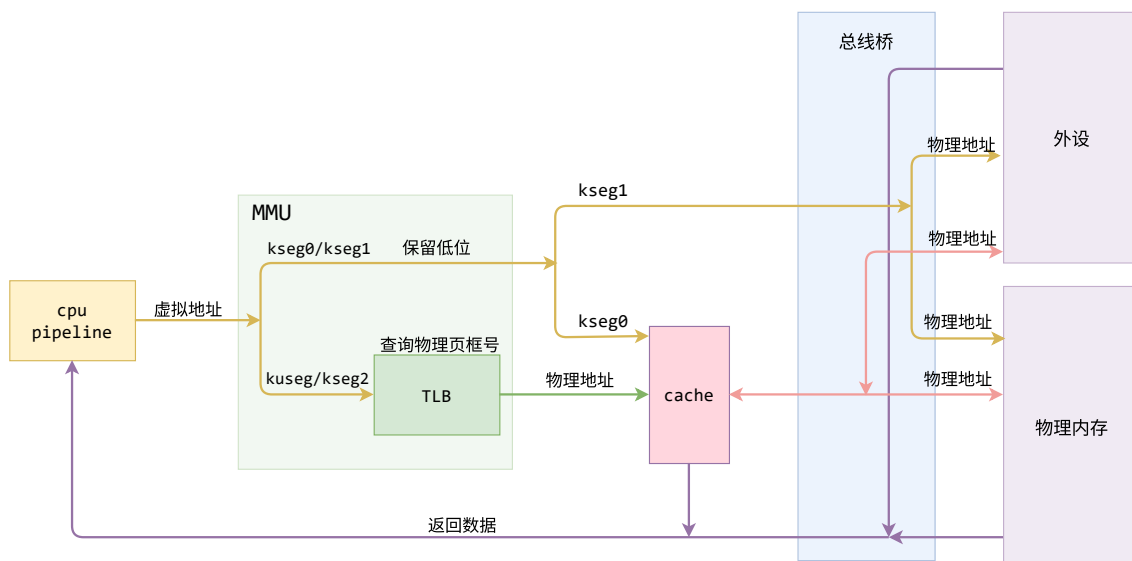 总线桥
外设
物理地址
kseg1
MMU
kseg0/kseg1
保留低位
物理地址
cpu
pipeline
虚拟地址
kseg0
物理地址
查询物理页框号
kuseg/kseg2
TLB
物理地址
cache
物理地址
物理内存
返回数据